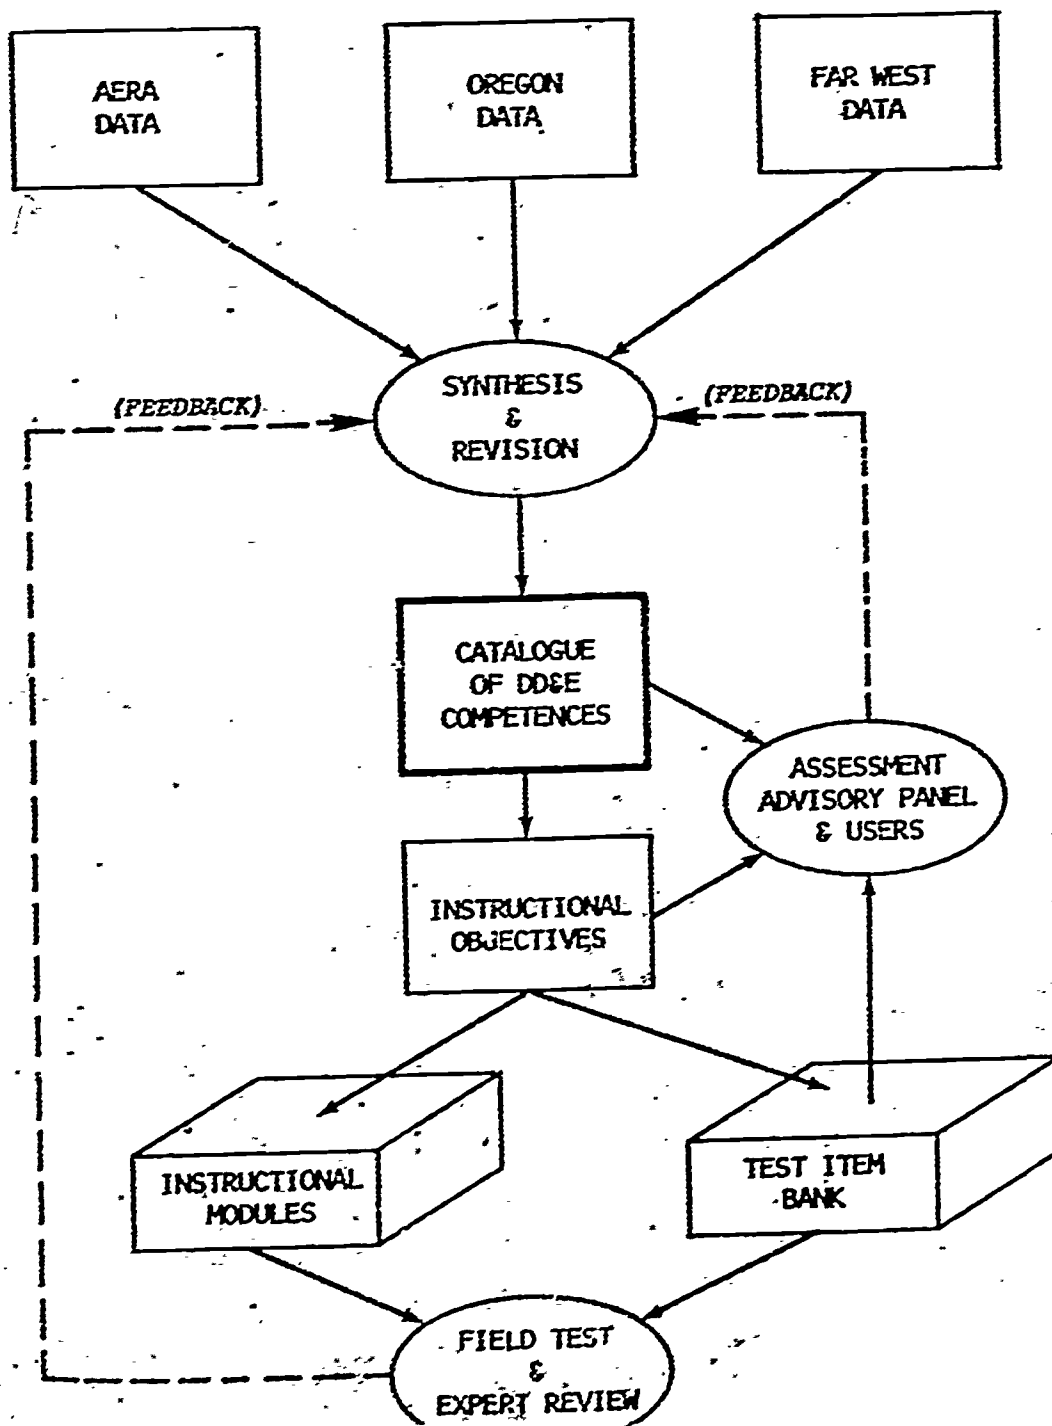 AERA
DATA
OREGON
DATA
FAR WEST
DATA
SYNTHESIS
&
REVISION
(FEEDBACK)
(FEEDBACK)
CATALOGUE
OF DD&E
COMPETENCES
ASSESSMENT
ADVISORY PANEL
& USERS
INSTRUCTIONAL
OBJECTIVES
INSTRUCTIONAL
MODULES
TEST ITEM
BANK
FIELD TEST
&
EXPERT REVIEW